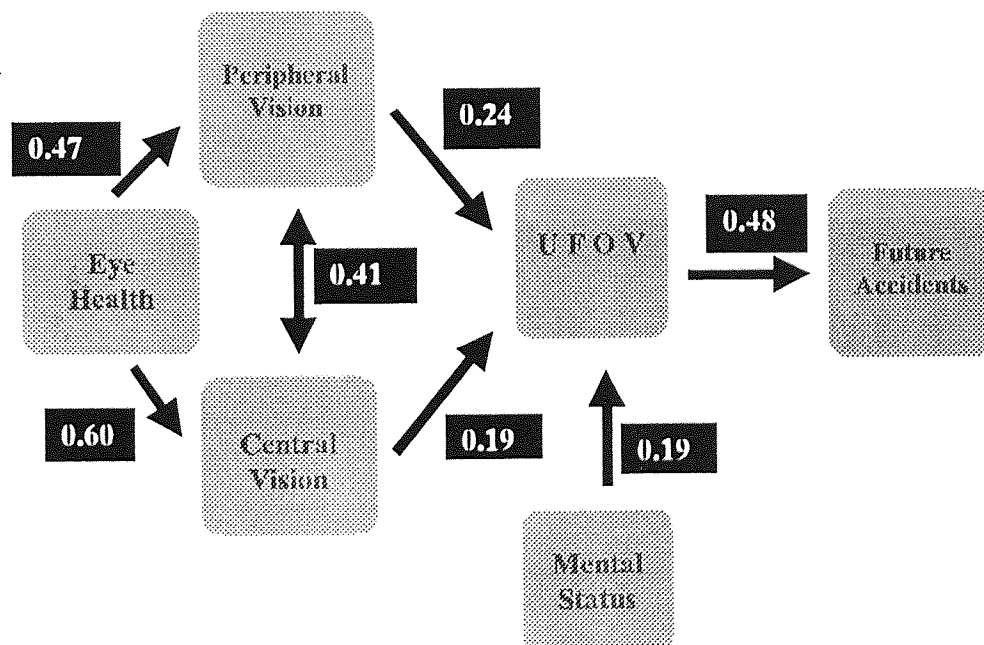 Peripheral
Vision
0.24
0.47
UFOV
0.48
Eye
Health
0.41
Future
Accidents
0.60
Central
Vision
0.19
0.19
Mental
Status